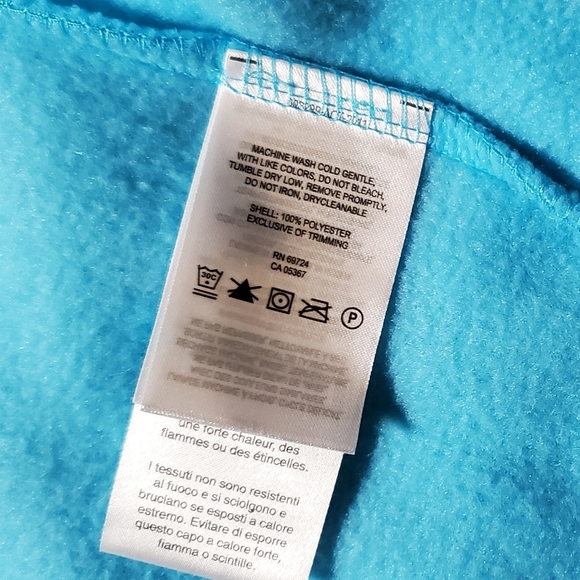 MACHINE WASH COLD GENTLE,
WITH LIKE COLORS, DO NOT BLEACH,
TUMBLE DRY LOW, REMOVE PROMPTLY,
DO NOT IRON, DRYCLEANABLE
SHELL: 100% POLYESTER
EXCLUSIVE OF TRIMMING
RN 69724
CA 05367
30C
P
une forte chaleur, des
flammes ou des étincelles.
I tessuti non sono resistenti
al fuoco e si sciolgono e
bruciano se esposti a calore
estremo. Evitare di esporre
questo capo a calore forte,
fiamma o scintille.